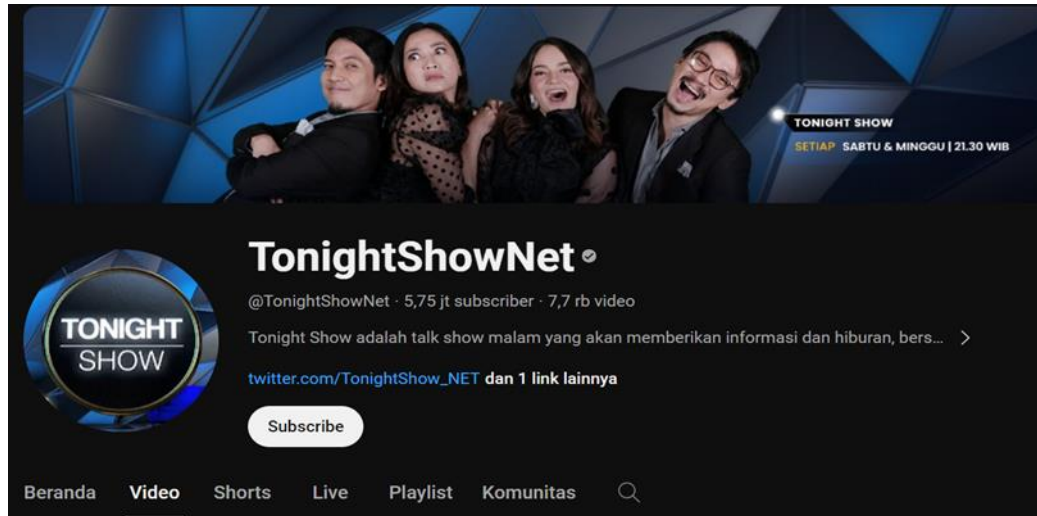 TONIGHT SHOW
SETIAP SABTU & MINGGU | 21.30 WIB
TONIGHT
SHOW
TonightShowNet
@TonightShowNet · 5,75 jt subscriber · 7,7 rb video
Tonight Show adalah talk show malam yang akan memberikan informasi dan hiburan, bers...
twitter.com/TonightShow_NET dan 1 link lainnya
Subscribe
Beranda Video Shorts Live Playlist Komunitas